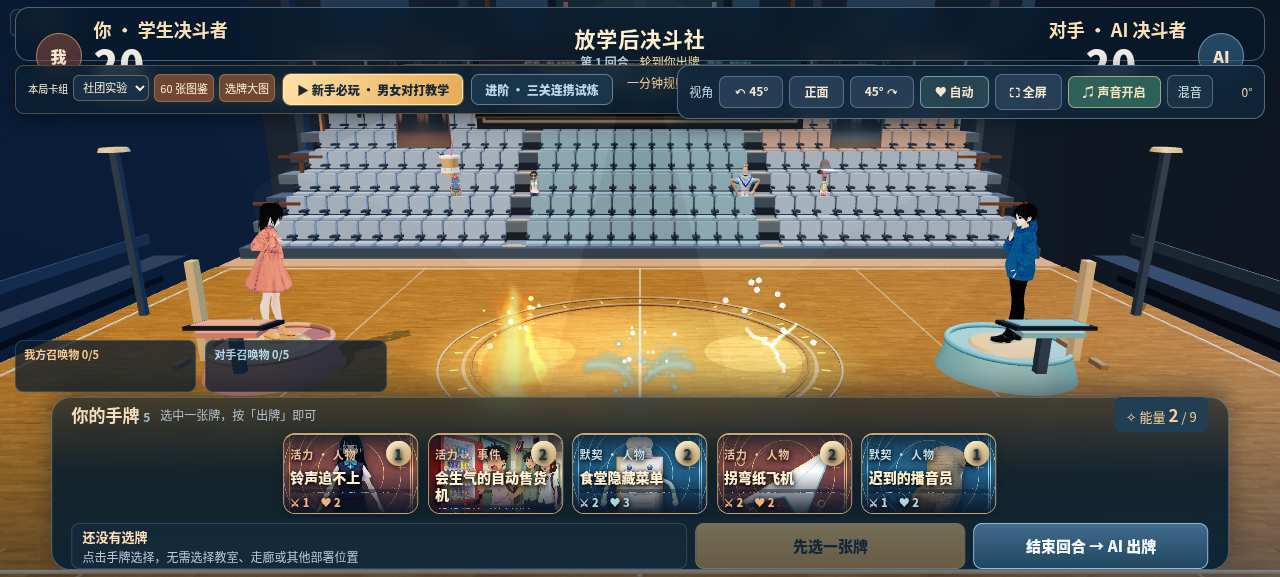 你 · 学生决斗者
我
20
放学后决斗社
第 1 回合
轮到你出牌
对手 · AI 决斗者
20
AI
本局卡组
社团实验
60 张图鉴
选牌大图
▶ 新手必玩 · 男女对打教学
进阶 · 三关连携试炼
一分钟规
视角
↶ 45°
正面
45° ↷
♥ 自动
⛶ 全屏
♫ 声音开启
混音
0°
我方召唤物 0/5
对手召唤物 0/5
你的手牌 5 选中一张牌，按「出牌」即可
✧ 能量 2 / 9
活力 · 人物
1
铃声追不上
⚔ 1 ♥ 2
活力 · 事件
2
会生气的自动售货机
默契 · 人物
2
食堂隐藏菜单
⚔ 2 ♥ 3
活力 · 人物
2
拐弯纸飞机
⚔ 2 ♥ 2
默契 · 人物
1
迟到的播音员
⚔ 1 ♥ 2
还没有选牌
点击手牌选择，无需选择教室、走廊或其他部署位置
先选一张牌
结束回合 → AI 出牌